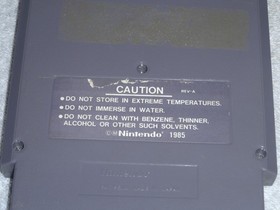 CAUTION
REV-A
•DO NOT STORE IN EXTREME TEMPERATURES.
•DO NOT IMMERSE IN WATER.
•DO NOT CLEAN WITH BENZENE, THINNER,
ALCOHOL OR OTHER SUCH SOLVENTS.
©Nintendo 1985